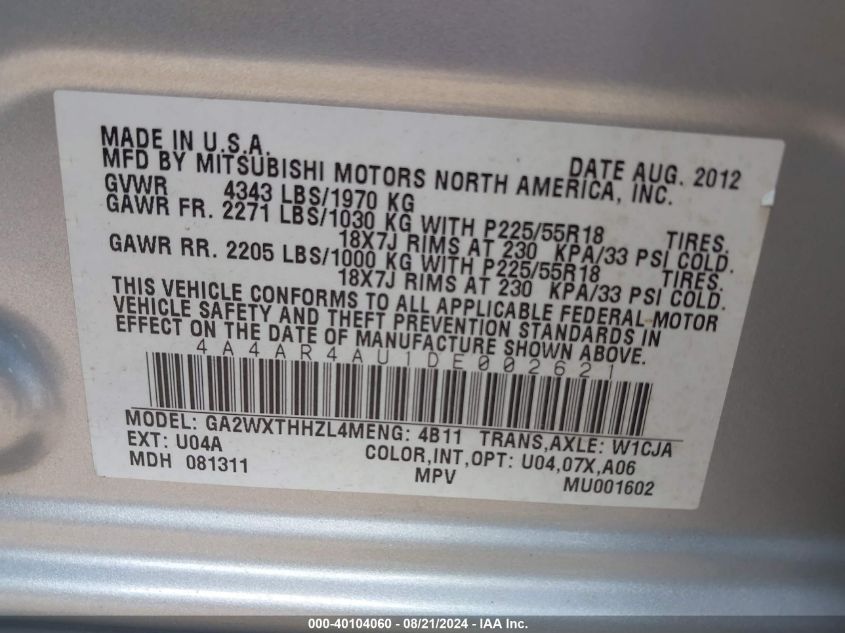 MADE IN U.S.A. DATE AUG. 2012
MFD BY MITSUBISHI MOTORS NORTH AMERICA, INC.
GVWR 4343 LBS/1970 KG
GAWR FR. 2271 LBS/1030 KG WITH P225/55R18 TIRES.
18X7J RIMS AT 230 KPA/33 PSI COLD.
GAWR RR. 2205 LBS/1000 KG WITH P225/55R18 TIRES.
18X7J RIMS AT 230 KPA/33 PSI COLD.
THIS VEHICLE CONFORMS TO ALL APPLICABLE FEDERAL MOTOR
VEHICLE SAFETY AND THEFT PREVENTION STANDARDS IN
EFFECT ON THE DATE OF MANUFACTURE SHOWN ABOVE.
4A4AR4AU1DE002621
MODEL: GA2WXTHHZL4MENG: 4B11 TRANS,AXLE: W1CJA
EXT: U04A COLOR,INT,OPT: U04,07X,A06
MDH 081311 MPV MU001602
000-40104060 - 08/21/2024 - IAA Inc.